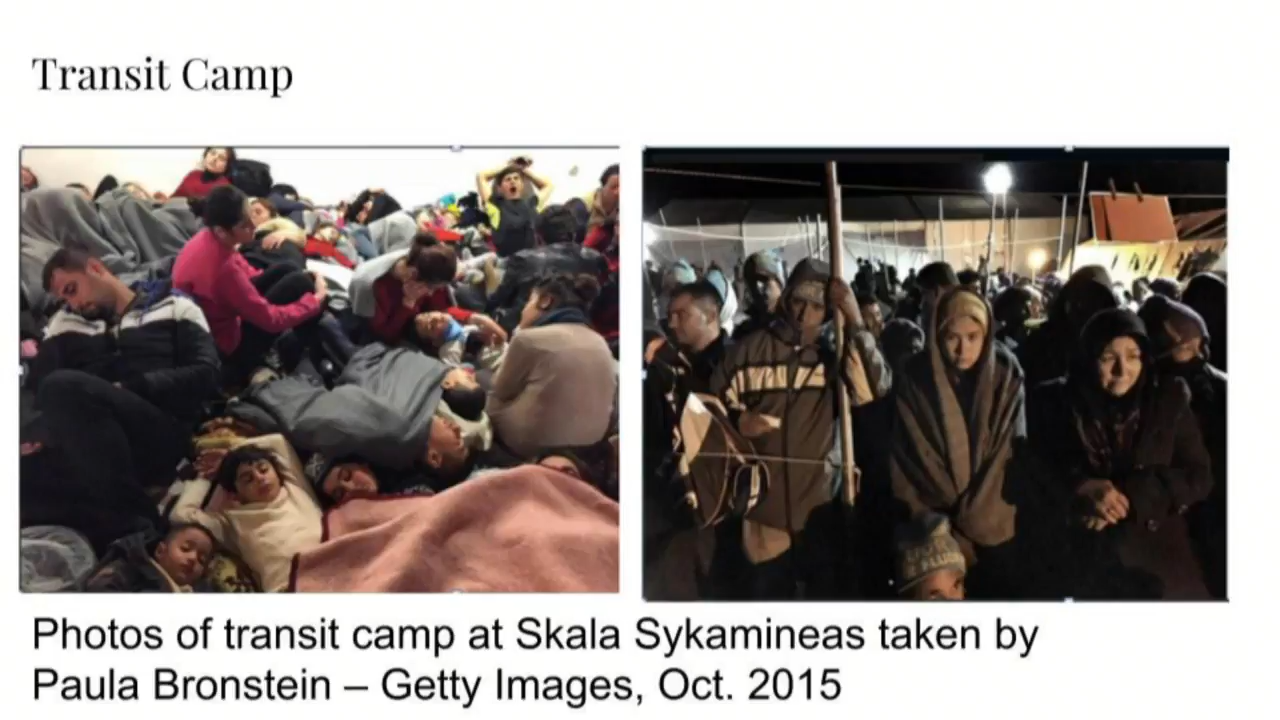 Transit Camp
Photos of transit camp at Skala Sykamineas taken by
Paula Bronstein – Getty Images, Oct. 2015